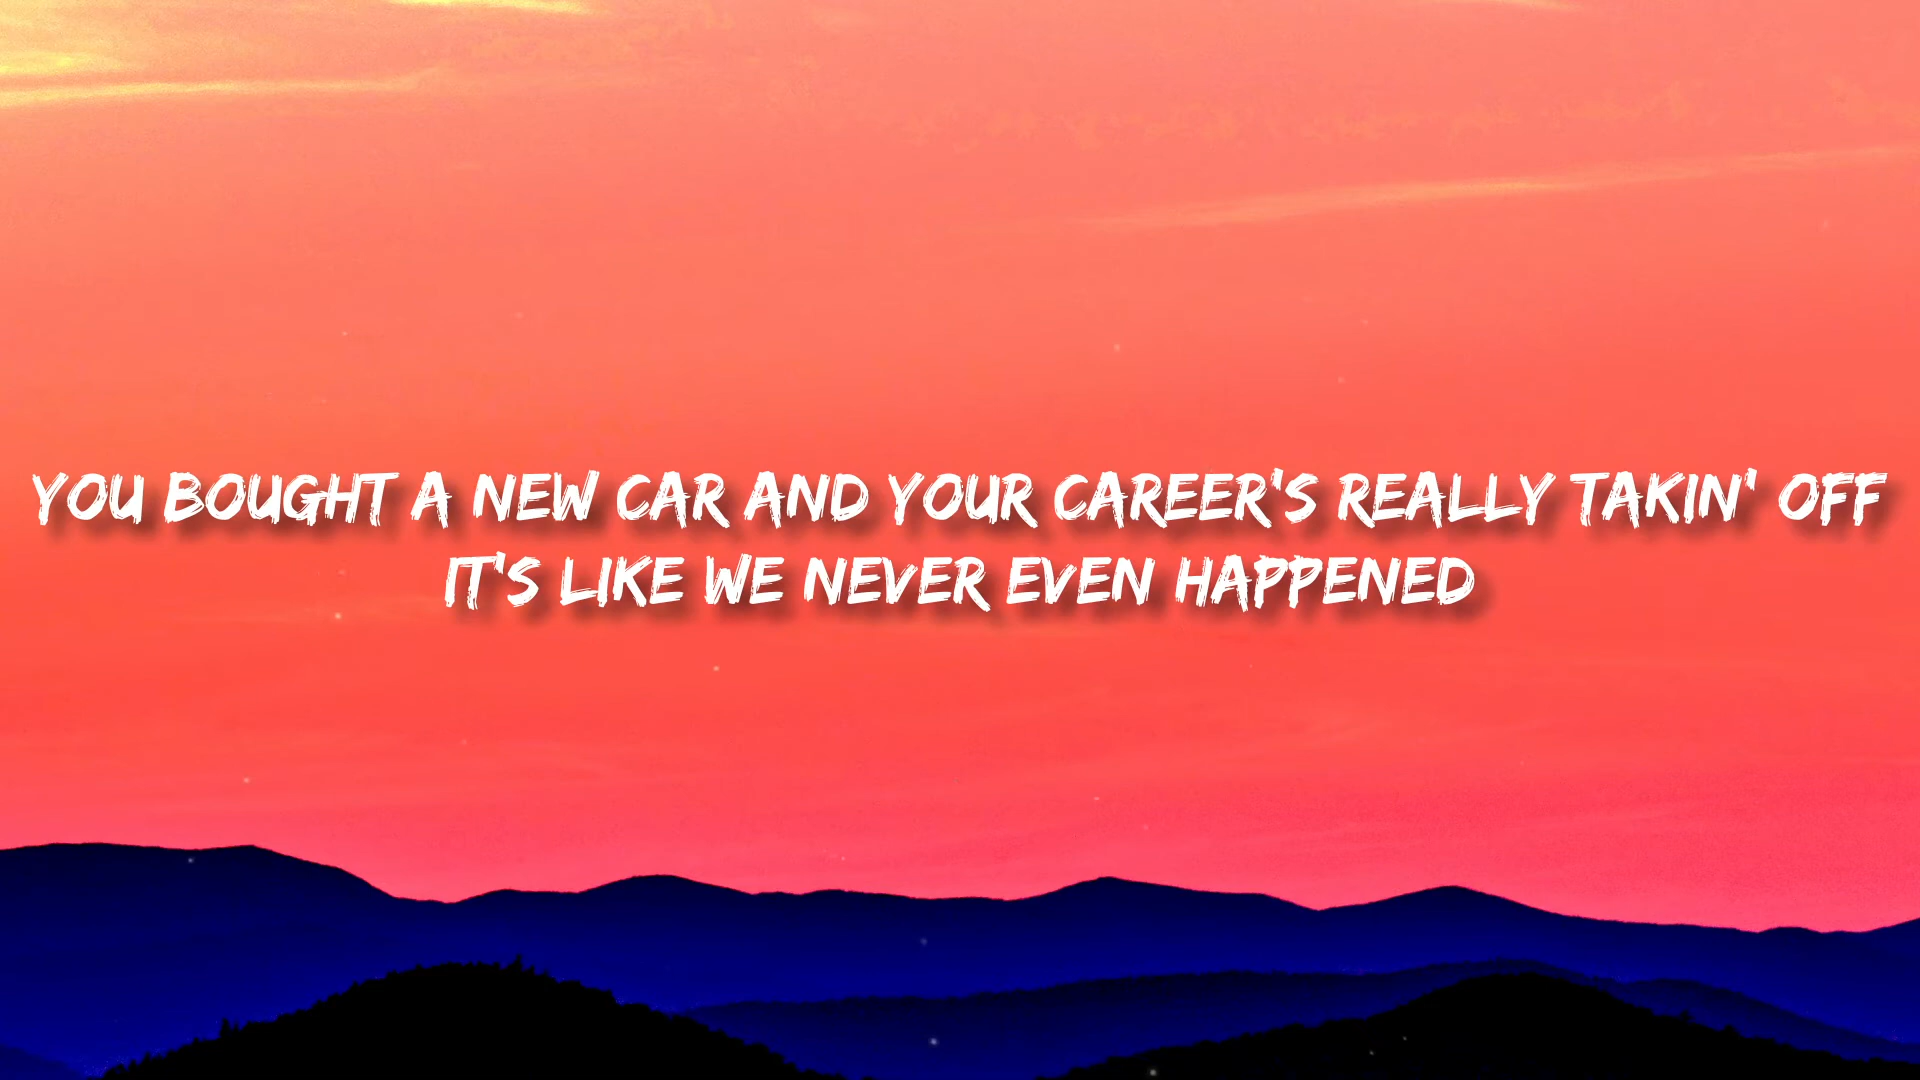 YOU BOUGHT A NEW CAR AND YOUR CAREER'S REALLY TAKIN' OFF
IT'S LIKE WE NEVER EVEN HAPPENED